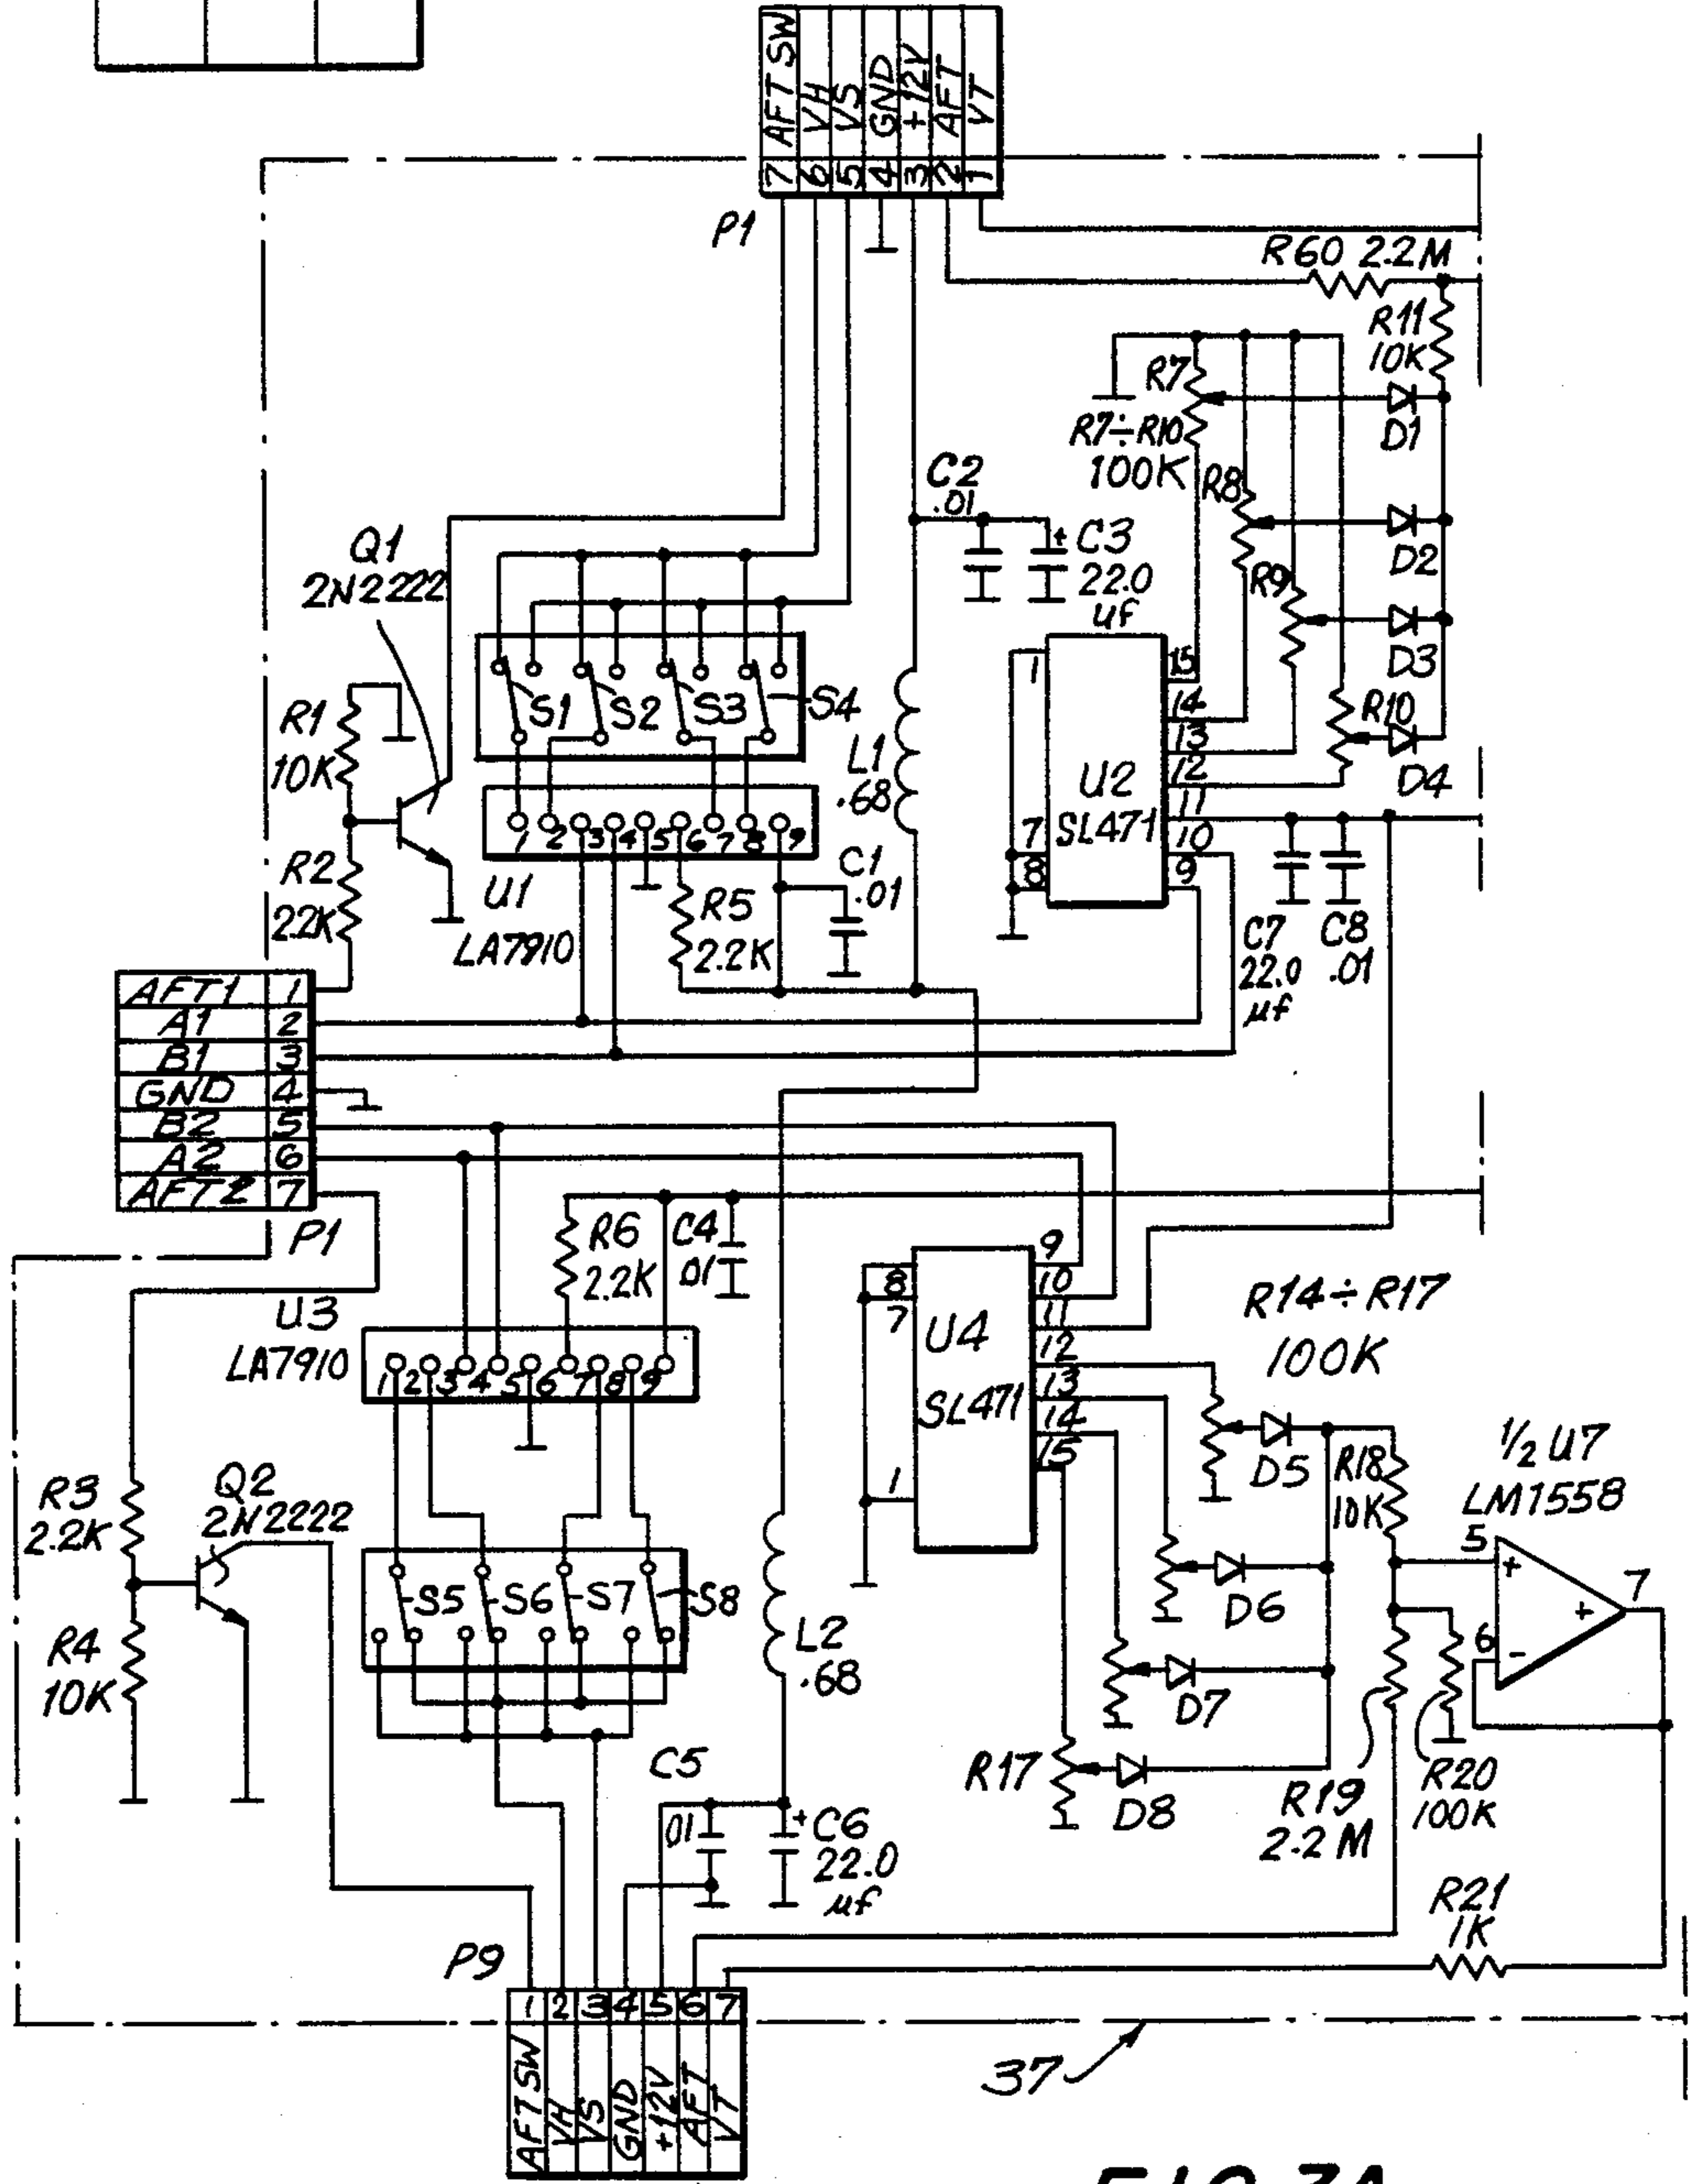 AFT SW
VH
VS
GND
+12V
AFT
VT
7
6
5
4
3
2
1
P1
R60 2.2M
R11
10K
R7
R7÷R10
100K
D1
C2
.01
R8
D2
+ C3
22.0
uf
R9
D3
Q1
2N2222
R10
D4
S1
S2
S3
S4
R1
10K
L1
.68
1
7
8
U2
SL471
15
14
13
12
11
10
9
1
2
3
4
5
6
7
8
9
R2
22K
U1
LA7910
R5
2.2K
C1
.01
C7
22.0
μf
C8
.01
AFT1 1
A1 2
B1 3
GND 4
B2 5
A2 6
AFT2 7
P1
R6
2.2K
C4
.01
U3
LA7910
1
2
3
4
5
6
7
8
9
8
7
1
U4
SL471
9
10
11
12
13
14
15
R14÷R17
100K
D5
R18
10K
1/2 U7
LM1558
5
+
+
7
6
-
R3
2.2K
Q2
2N2222
S5
S6
S7
S8
D6
R4
10K
L2
.68
D7
R17
D8
R19
2.2M
R20
100K
C5
.01
+ C6
22.0
μf
R21
1K
P9
1
2
3
4
5
6
7
AFT SW
VH
VS
GND
+12V
AFT
VT
37